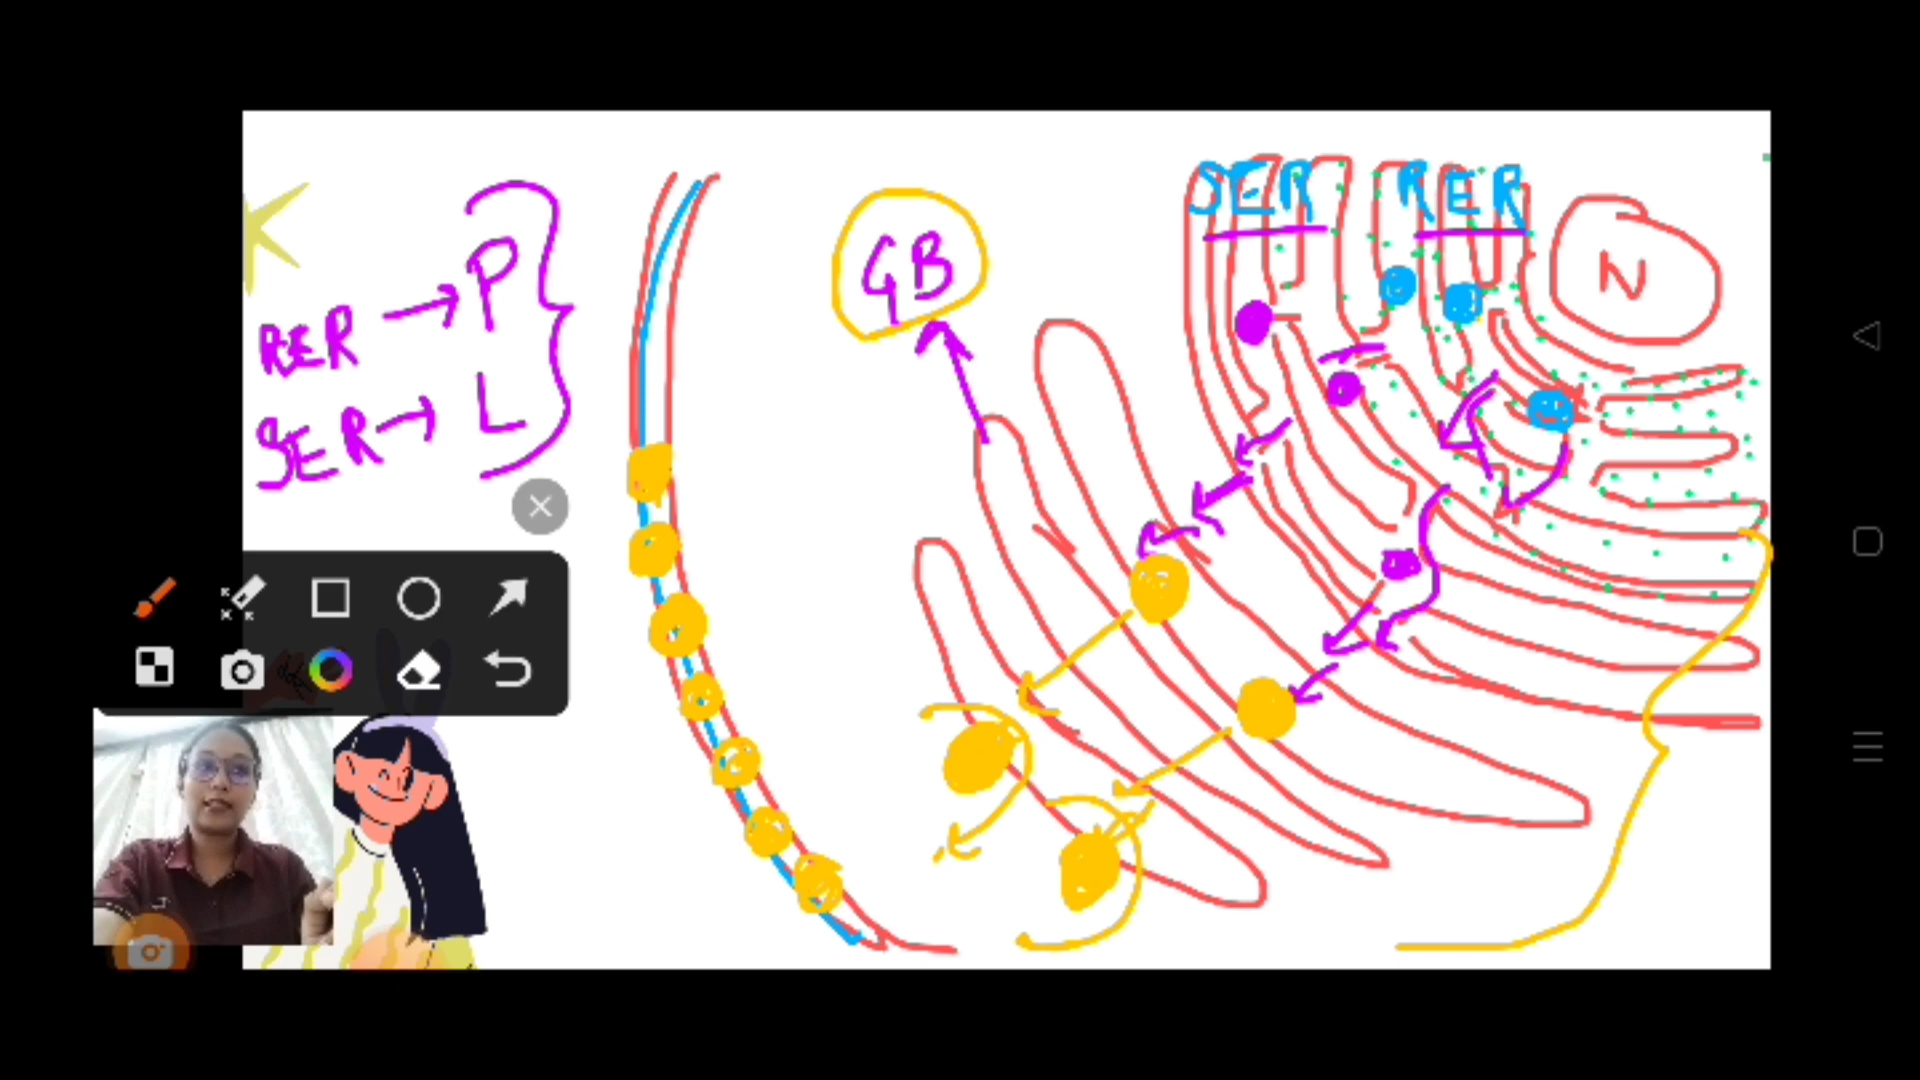 SER RER
N
GB
RER → P
SER → L